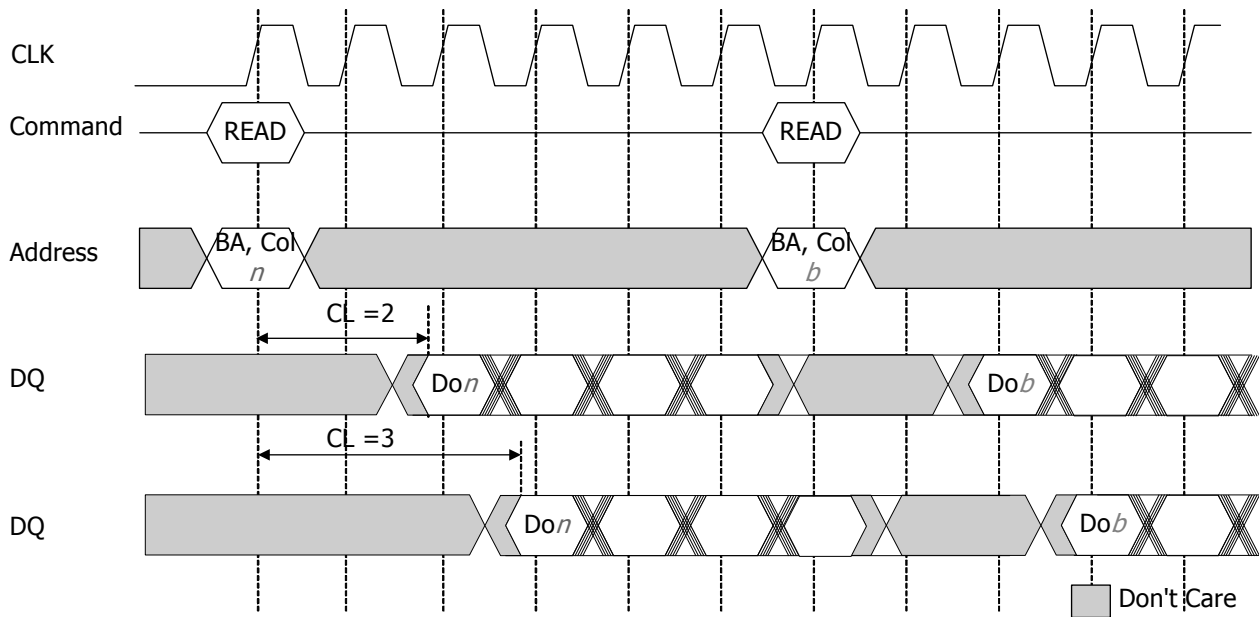 CLK
Command
READ
READ
Address
BA, Col
n
BA, Col
b
CL =2
DQ
Don
Dob
CL =3
DQ
Don
Dob
Don't Care